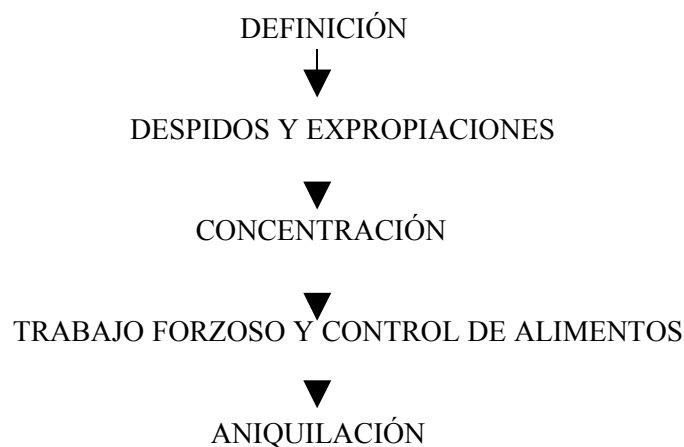 DEFINICIÓN
DESPIDOS Y EXPROPIACIONES
CONCENTRACIÓN
TRABAJO FORZOSO Y CONTROL DE ALIMENTOS
ANIQUILACIÓN